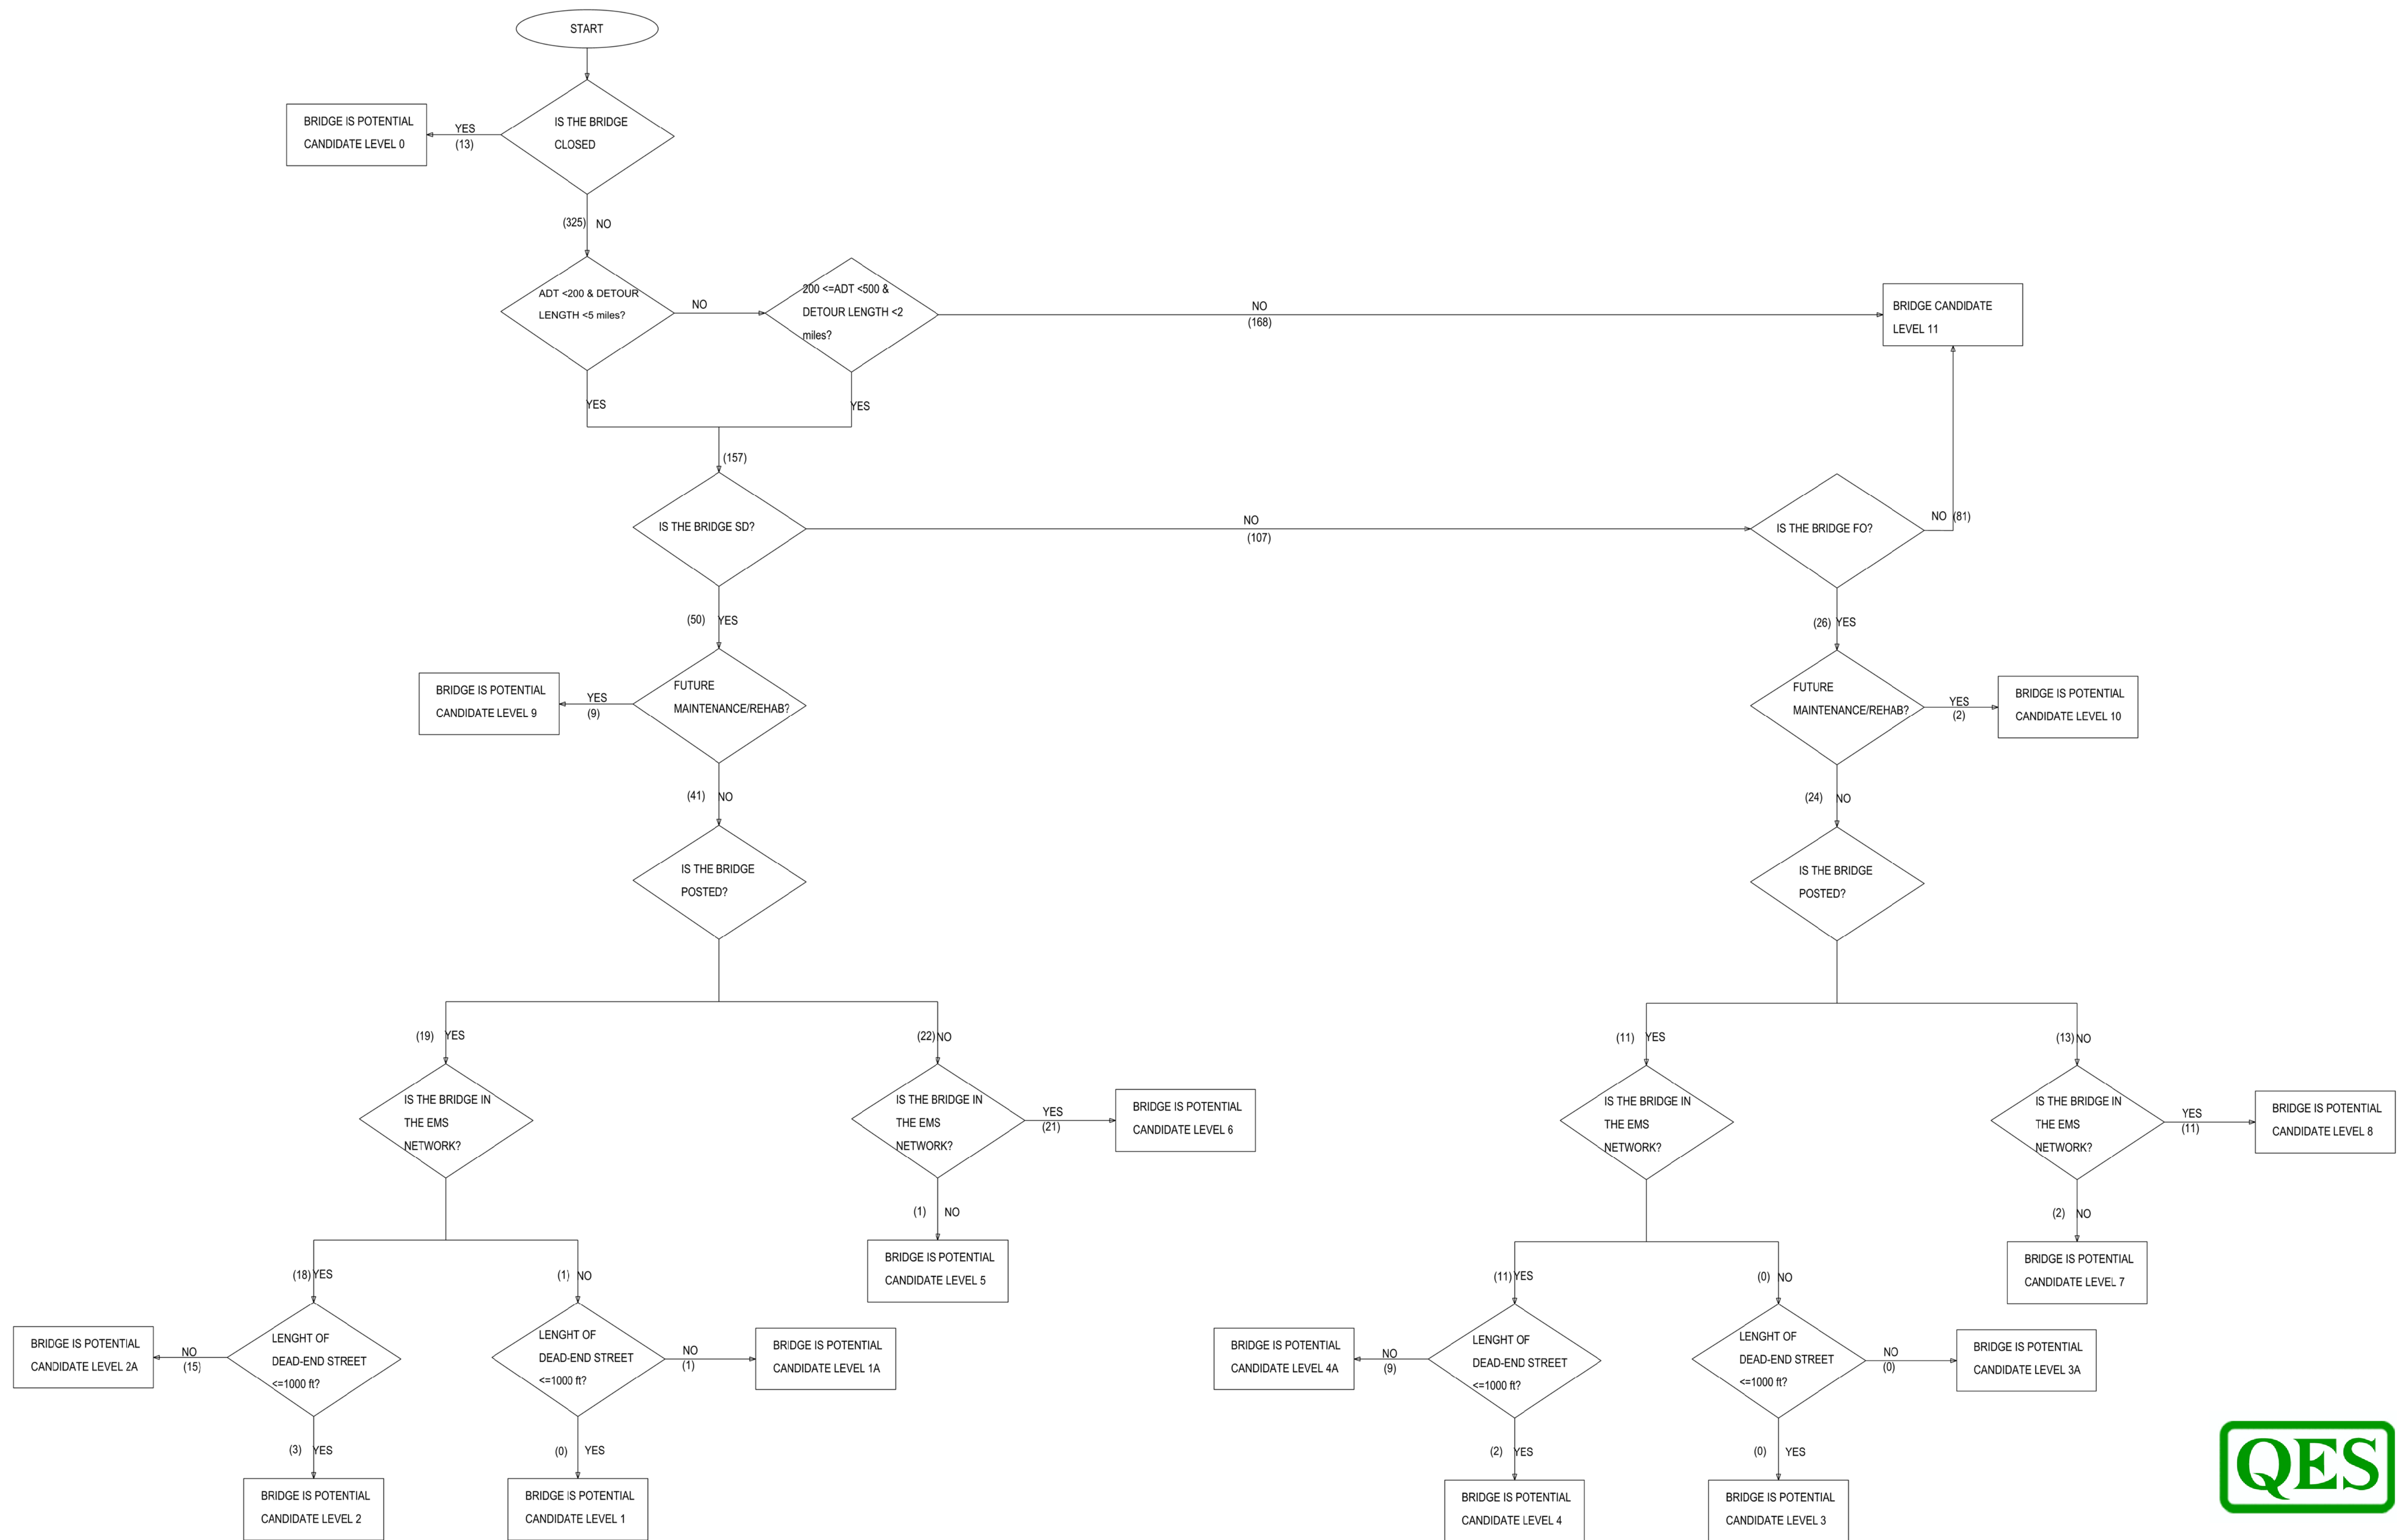 START
IS THE BRIDGE
CLOSED
BRIDGE IS POTENTIAL
CANDIDATE LEVEL 0
YES
(13)
(325) NO
ADT <200 & DETOUR
LENGTH <5 miles?
NO
200 <=ADT <500 &
DETOUR LENGTH <2
miles?
NO
(168)
BRIDGE CANDIDATE
LEVEL 11
YES
YES
(157)
IS THE BRIDGE SD?
NO
(107)
IS THE BRIDGE FO?
NO (81)
(50) YES
(26) YES
FUTURE
MAINTENANCE/REHAB?
YES
(9)
BRIDGE IS POTENTIAL
CANDIDATE LEVEL 9
FUTURE
MAINTENANCE/REHAB?
YES
(2)
BRIDGE IS POTENTIAL
CANDIDATE LEVEL 10
(41) NO
(24) NO
IS THE BRIDGE
POSTED?
IS THE BRIDGE
POSTED?
(19) YES
(22) NO
(11) YES
(13) NO
IS THE BRIDGE IN
THE EMS
NETWORK?
IS THE BRIDGE IN
THE EMS
NETWORK?
YES
(21)
BRIDGE IS POTENTIAL
CANDIDATE LEVEL 6
IS THE BRIDGE IN
THE EMS
NETWORK?
IS THE BRIDGE IN
THE EMS
NETWORK?
YES
(11)
BRIDGE IS POTENTIAL
CANDIDATE LEVEL 8
(1) NO
BRIDGE IS POTENTIAL
CANDIDATE LEVEL 5
(2) NO
BRIDGE IS POTENTIAL
CANDIDATE LEVEL 7
(18) YES
(1) NO
(11) YES
(0) NO
BRIDGE IS POTENTIAL
CANDIDATE LEVEL 2A
NO
(15)
LENGHT OF
DEAD-END STREET
<=1000 ft?
LENGHT OF
DEAD-END STREET
<=1000 ft?
NO
(1)
BRIDGE IS POTENTIAL
CANDIDATE LEVEL 1A
BRIDGE IS POTENTIAL
CANDIDATE LEVEL 4A
NO
(9)
LENGHT OF
DEAD-END STREET
<=1000 ft?
LENGHT OF
DEAD-END STREET
<=1000 ft?
NO
(0)
BRIDGE IS POTENTIAL
CANDIDATE LEVEL 3A
(3) YES
(0) YES
(2) YES
(0) YES
BRIDGE IS POTENTIAL
CANDIDATE LEVEL 2
BRIDGE IS POTENTIAL
CANDIDATE LEVEL 1
BRIDGE IS POTENTIAL
CANDIDATE LEVEL 4
BRIDGE IS POTENTIAL
CANDIDATE LEVEL 3
QES